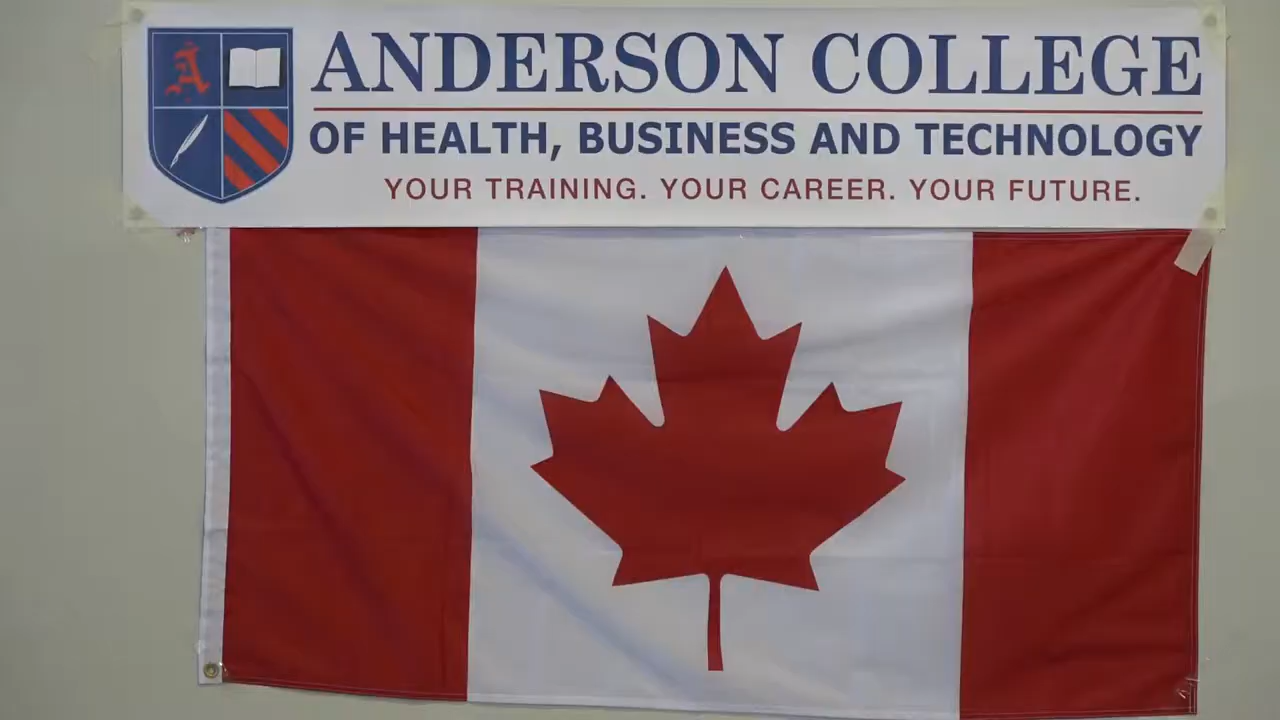 A
ANDERSON COLLEGE
OF HEALTH, BUSINESS AND TECHNOLOGY
YOUR TRAINING. YOUR CAREER. YOUR FUTURE.